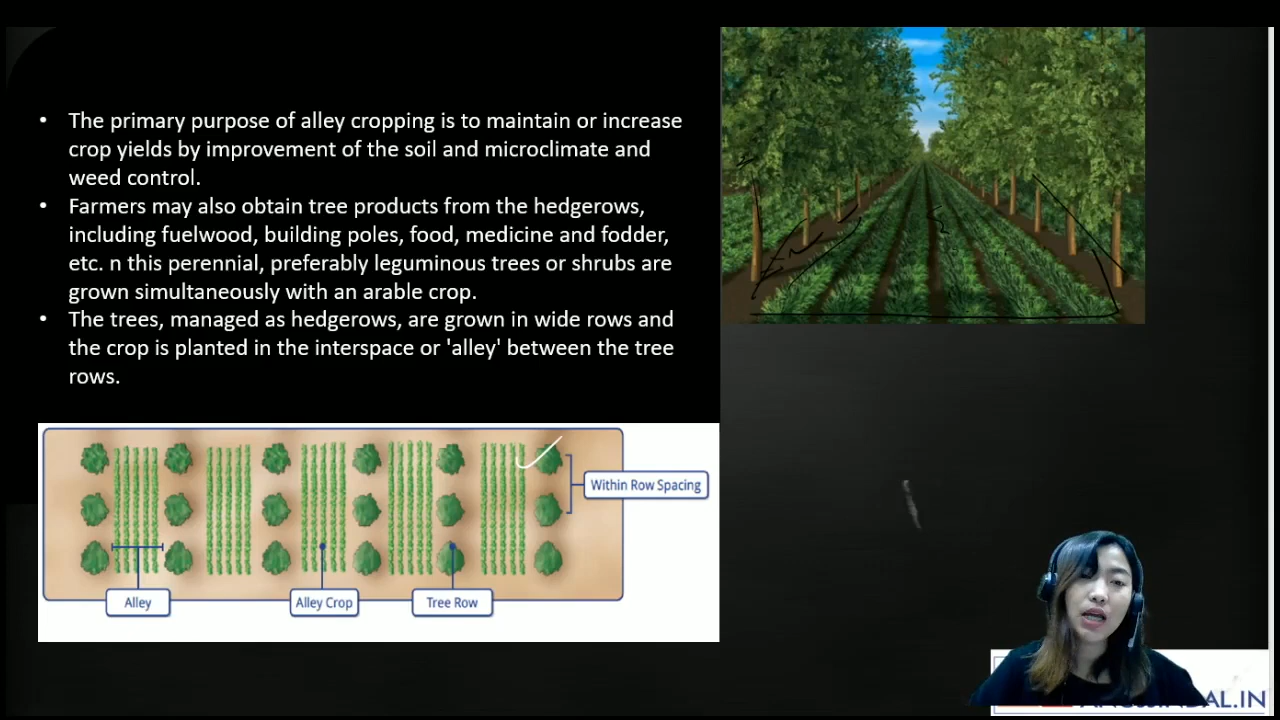 • The primary purpose of alley cropping is to maintain or increase
crop yields by improvement of the soil and microclimate and
weed control.
• Farmers may also obtain tree products from the hedgerows,
including fuelwood, building poles, food, medicine and fodder,
etc. n this perennial, preferably leguminous trees or shrubs are
grown simultaneously with an arable crop.
• The trees, managed as hedgerows, are grown in wide rows and
the crop is planted in the interspace or 'alley' between the tree
rows.
Within Row Spacing
Alley
Alley Crop
Tree Row